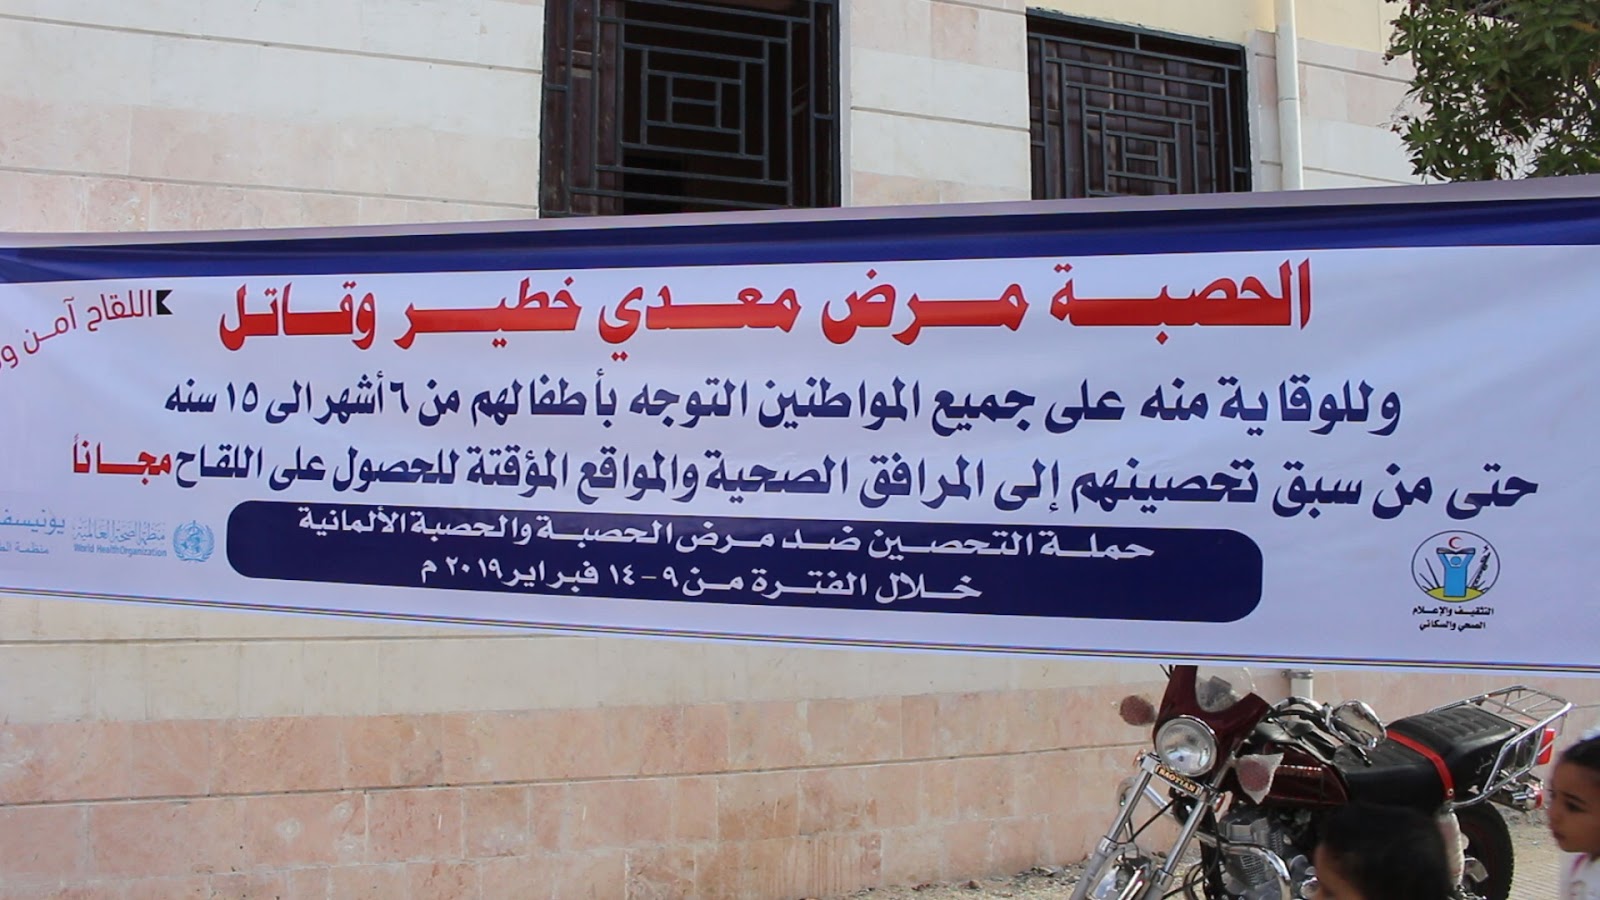 الحصبة مرض معدي خطير وقاتل
وللوقاية منه على جميع المواطنين التوجه بأطفالهم من ٦ أشهر الى ١٥ سنه
حتى من سبق تحصينهم إلى المرافق الصحية والمواقع المؤقتة للحصول على اللقاح مجاناً
حملة التحصين ضد مرض الحصبة والحصبة الألمانية
خلال الفترة من ٩ - ١٤ فبراير ٢٠١٩ م
اللقاح آمن
منظمة الصحة العالمية
World Health Organization
يونيسف
منظمة
التثقيف والإعلام
الصحي والسكاني
BAOTIAN